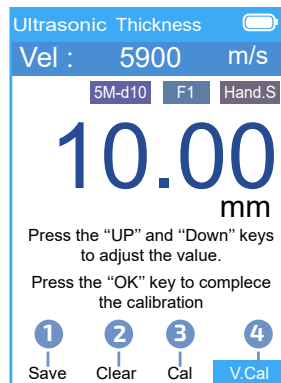 Ultrasonic Thickness
Vel : 5900 m/s
5M-d10 F1 Hand.S
10.00
mm
Press the “UP” and “Down” keys
to adjust the value.
Press the “OK” key to complece
the calibration
1 2 3 4
Save Clear Cal V.Cal